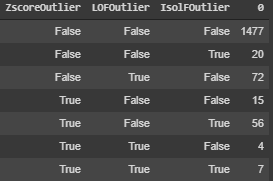 ZscoreOutlier LOFOutlier IsolFOutlier 0
False False False 1477
False False True 20
False True False 72
True False False 15
True False True 56
True True False 4
True True True 7